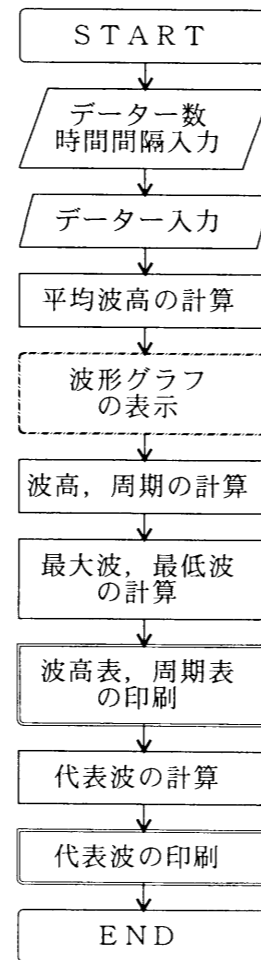 START
データー数
時間間隔入力
データー入力
平均波高の計算
波形グラフ
の表示
波高，周期の計算
最大波，最低波
の計算
波高表，周期表
の印刷
代表波の計算
代表波の印刷
END